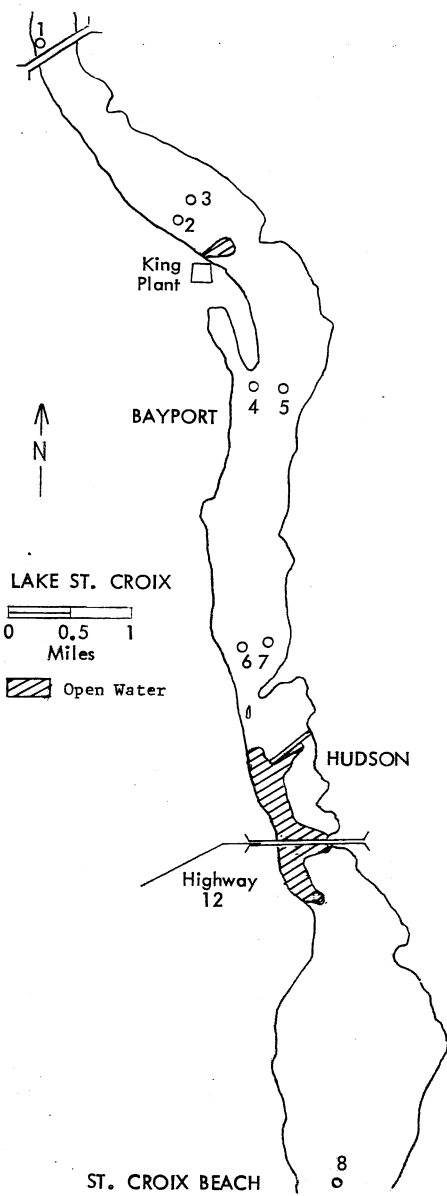 1
3
2
King
Plant
4 5
BAYPORT
N
LAKE ST. CROIX
0 0.5 1
Miles
Open Water
6 7
HUDSON
Highway
12
8
ST. CROIX BEACH